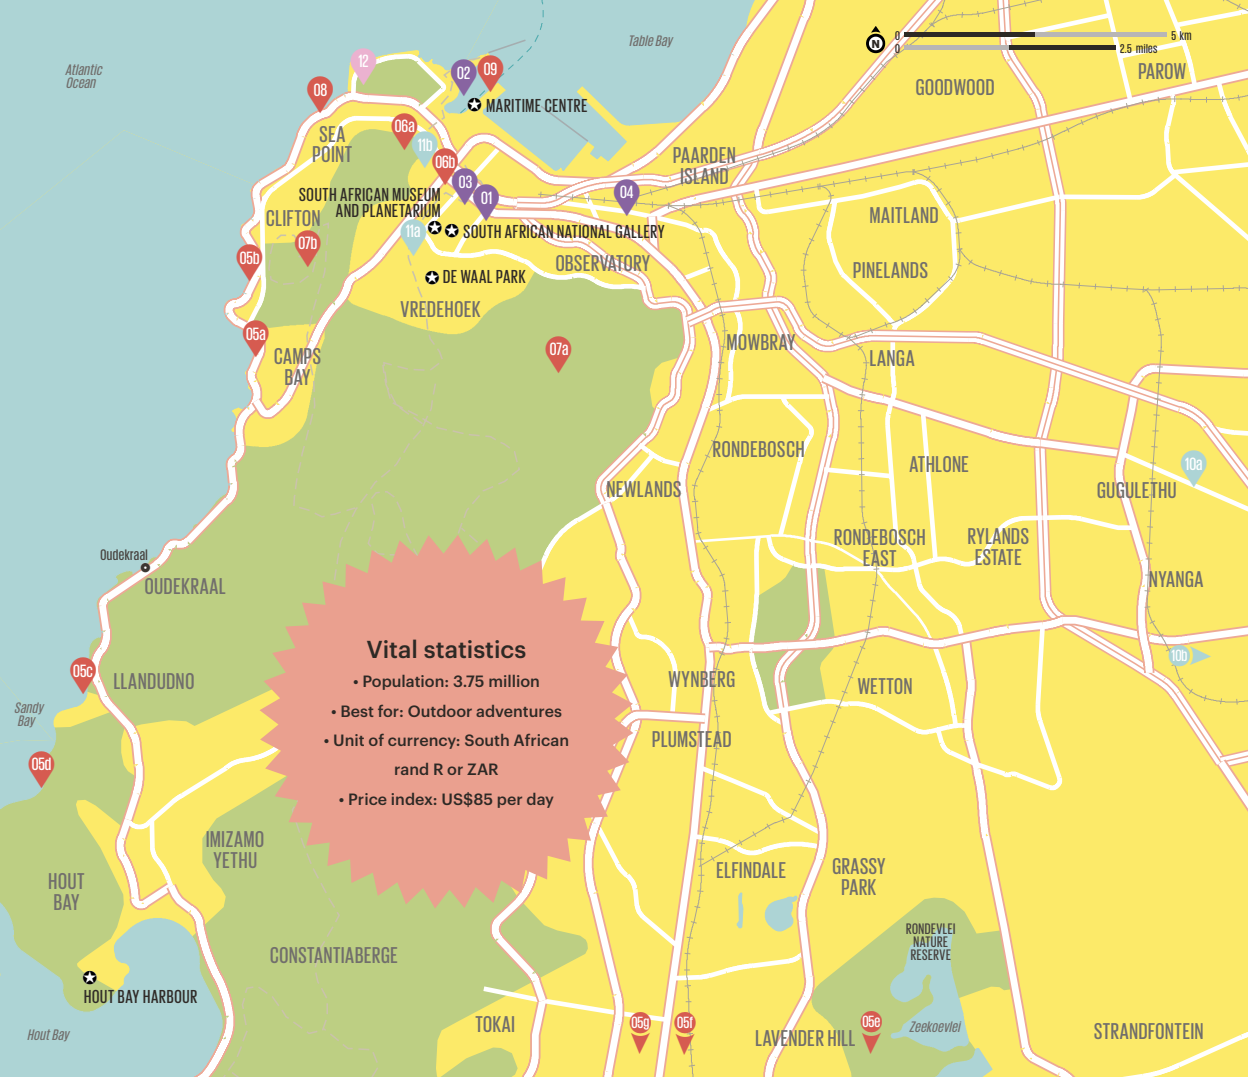 Table Bay
N
0
5 km
0
2.5 miles
PAROW
GOODWOOD
Atlantic
Ocean
12
02
09
08
MARITIME CENTRE
06a
SEA
POINT
11b
06b
PAARDEN
ISLAND
03
01
04
SOUTH AFRICAN MUSEUM
AND PLANETARIUM
CLIFTON
MAITLAND
11a
SOUTH AFRICAN NATIONAL GALLERY
07b
05b
OBSERVATORY
PINELANDS
DE WAAL PARK
VREDEHOEK
05a
MOWBRAY
07a
CAMPS
BAY
LANGA
RONDEBOSCH
ATHLONE
10a
NEWLANDS
GUGULETHU
RONDEBOSCH
EAST
RYLANDS
ESTATE
Oudekraal
OUDEKRAAL
NYANGA
Vital statistics
• Population: 3.75 million
• Best for: Outdoor adventures
• Unit of currency: South African
rand R or ZAR
• Price index: US$85 per day
10b
05c
LLANDUDNO
WYNBERG
WETTON
Sandy
Bay
PLUMSTEAD
05d
IMIZAMO
YETHU
ELFINDALE
GRASSY
PARK
HOUT
BAY
RONDEVLEI
NATURE
RESERVE
CONSTANTIABERGE
HOUT BAY HARBOUR
Hout Bay
TOKAI
05g
05f
LAVENDER HILL
05e
Zeekoevlei
STRANDFONTEIN